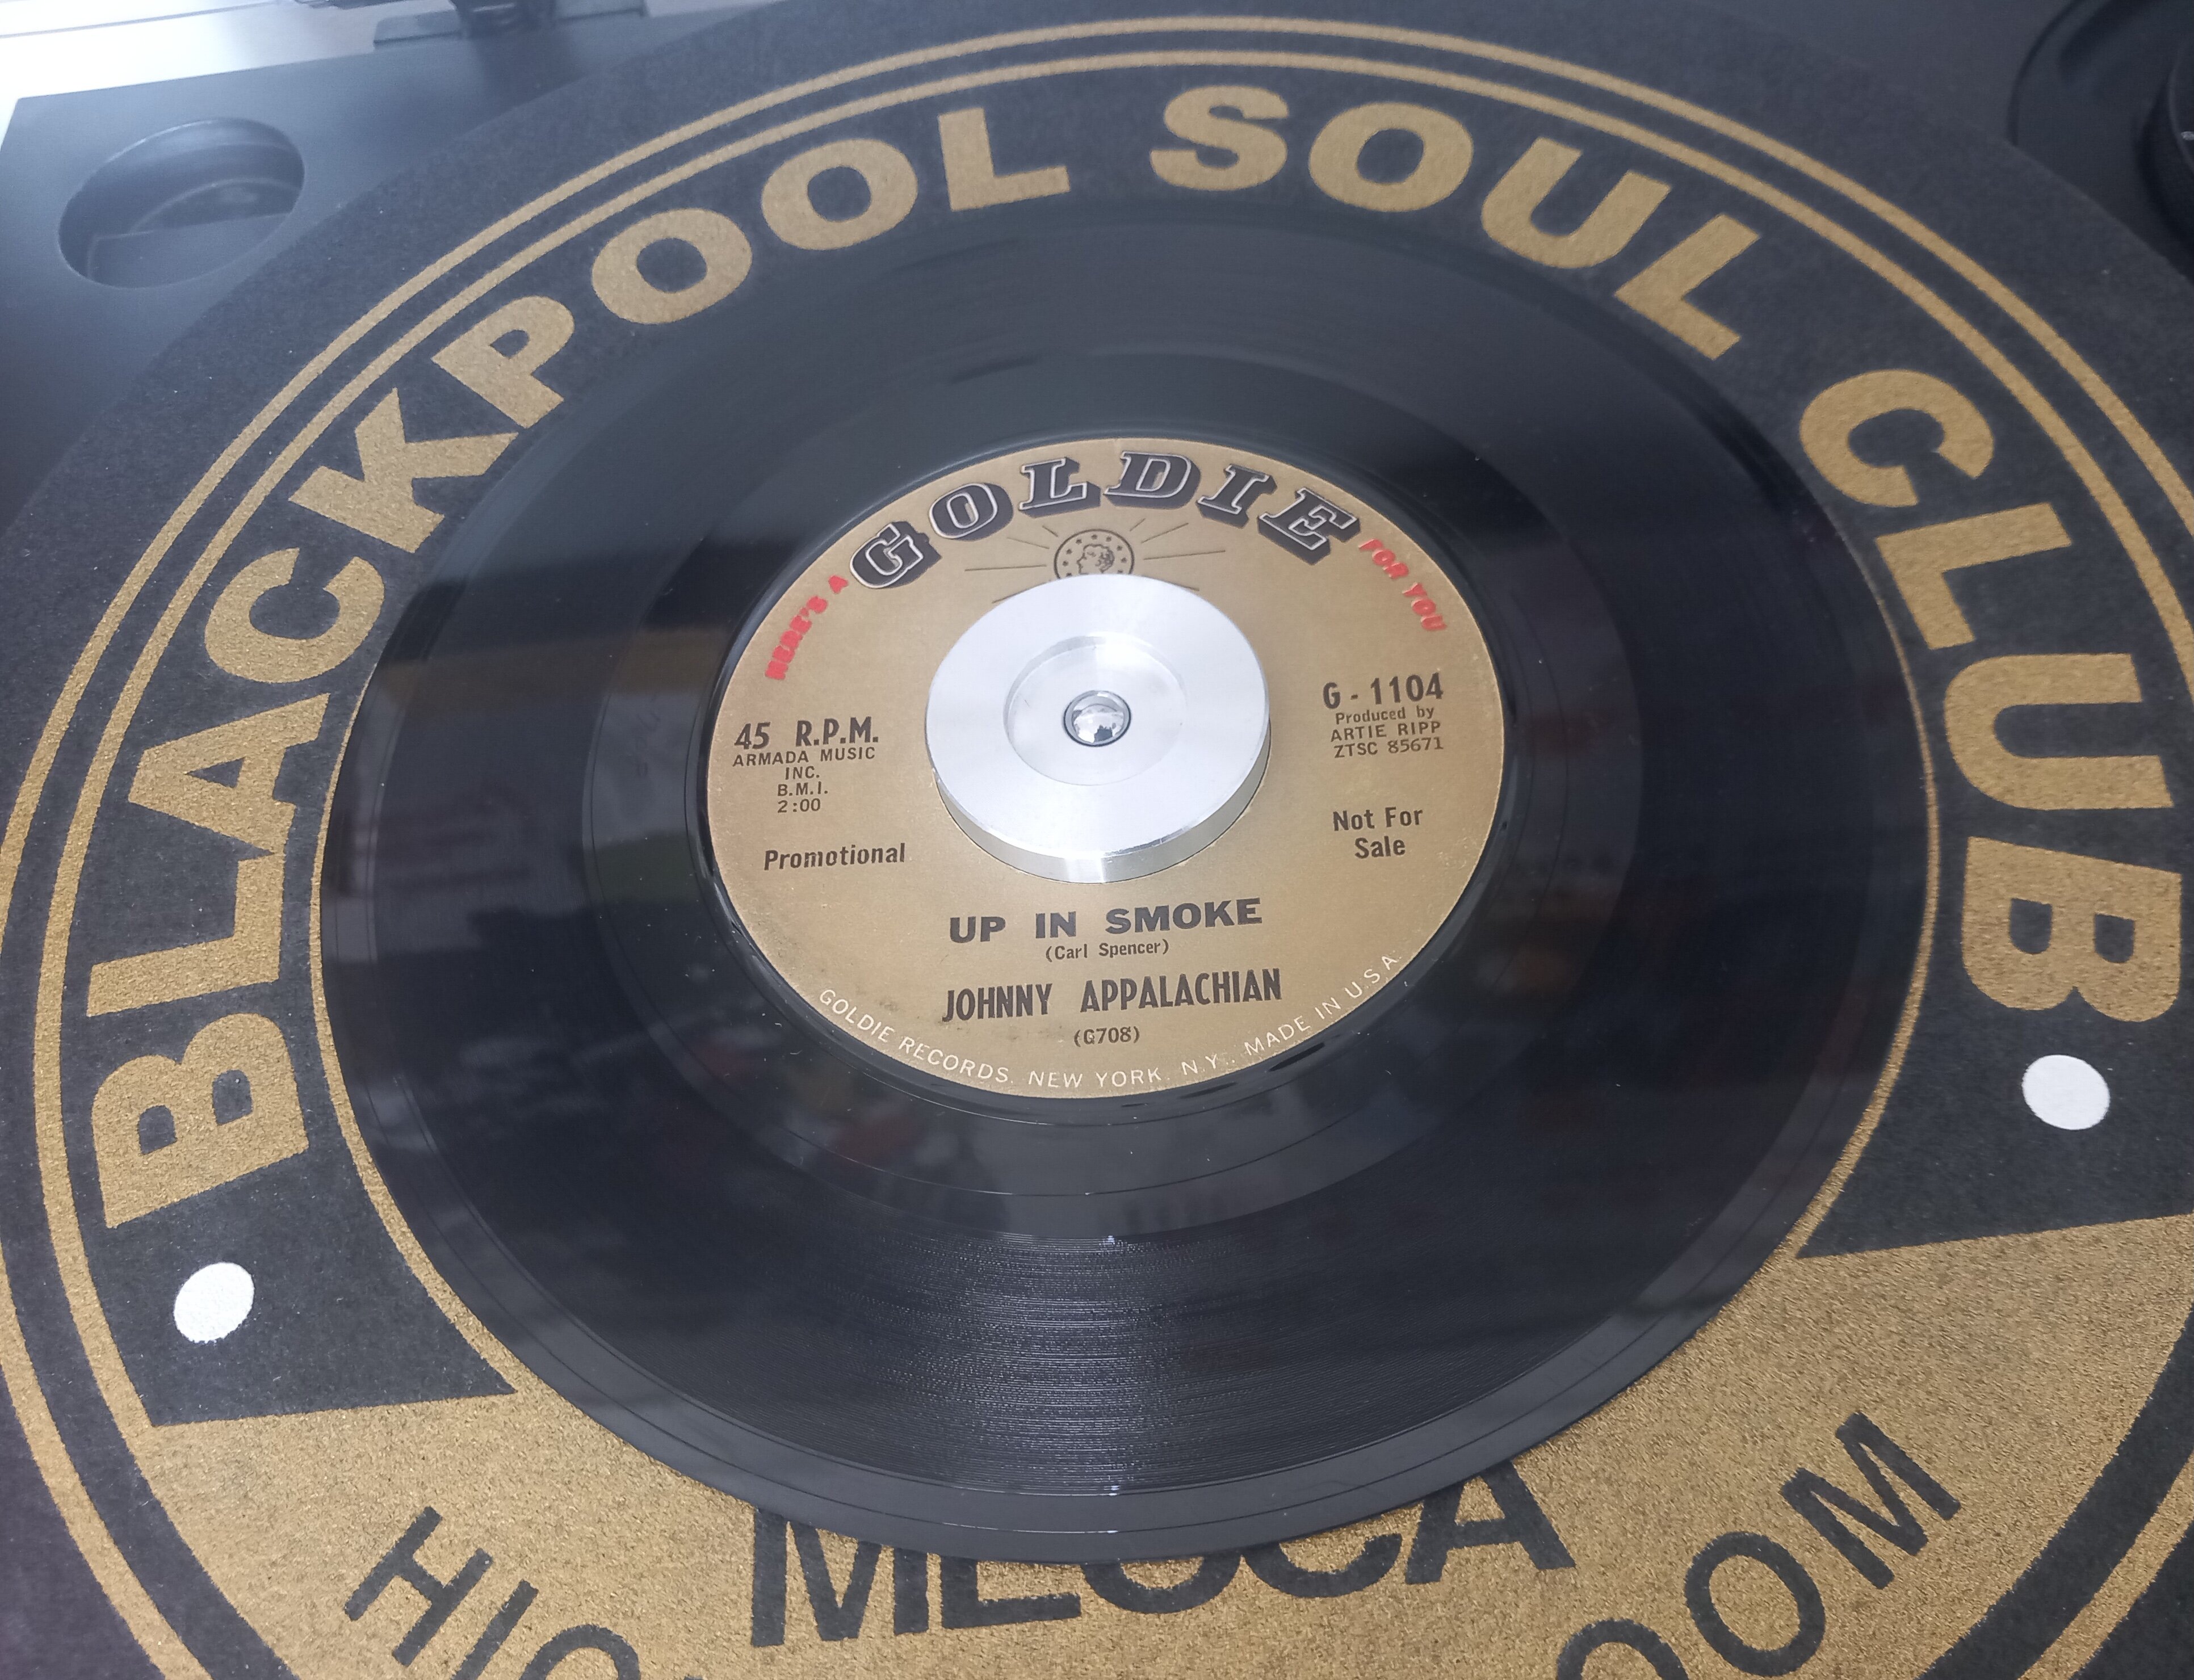 BLACKPOOL SOUL CLUB
HERE'S A GOLDIE FOR YOU
45 R.P.M.
ARMADA MUSIC
INC.
B.M.I.
2:00
Promotional
G - 1104
Produced by
ARTIE RIPP
ZTSC 85671
Not For
Sale
UP IN SMOKE
(Carl Spencer)
JOHNNY APPALACHIAN
(G708)
GOLDIE RECORDS, NEW YORK, N.Y. MADE IN U.S.A.
MECCA